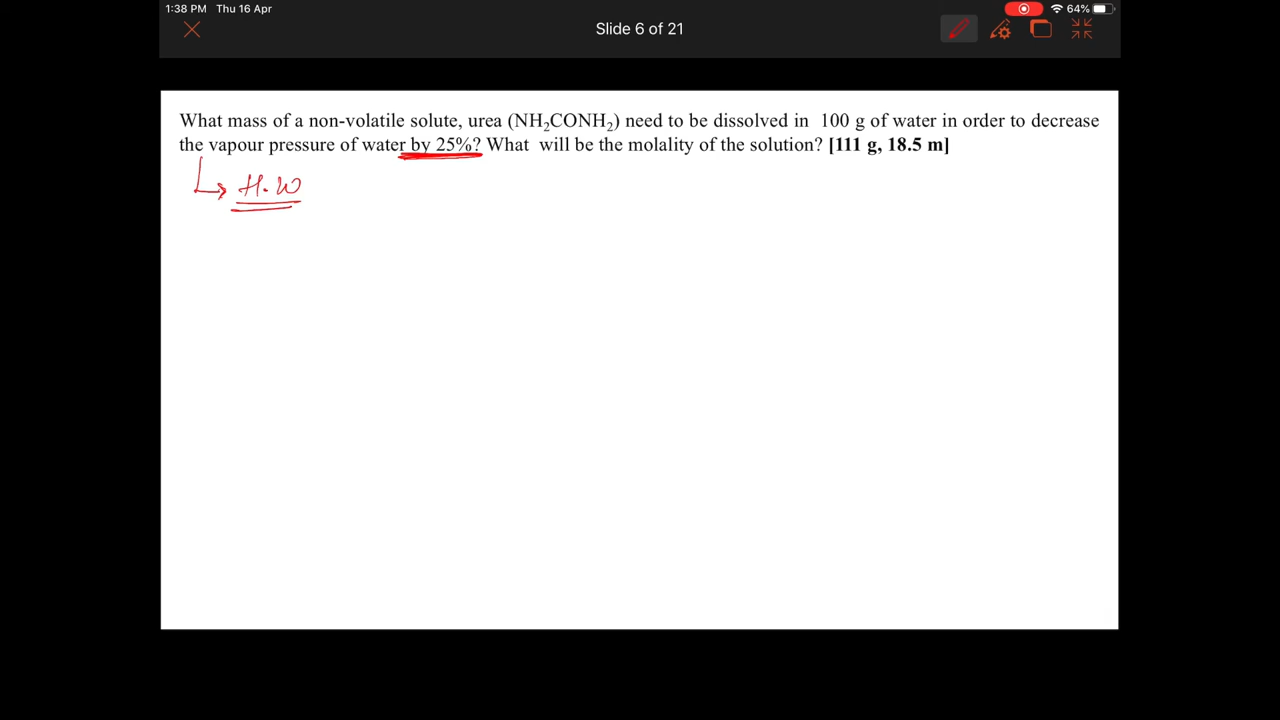 1:38 PM Thu 16 Apr
64%
Slide 6 of 21
What mass of a non-volatile solute, urea (NH₂CONH₂) need to be dissolved in 100 g of water in order to decrease
the vapour pressure of water by 25%? What will be the molality of the solution? [111 g, 18.5 m]
H.W